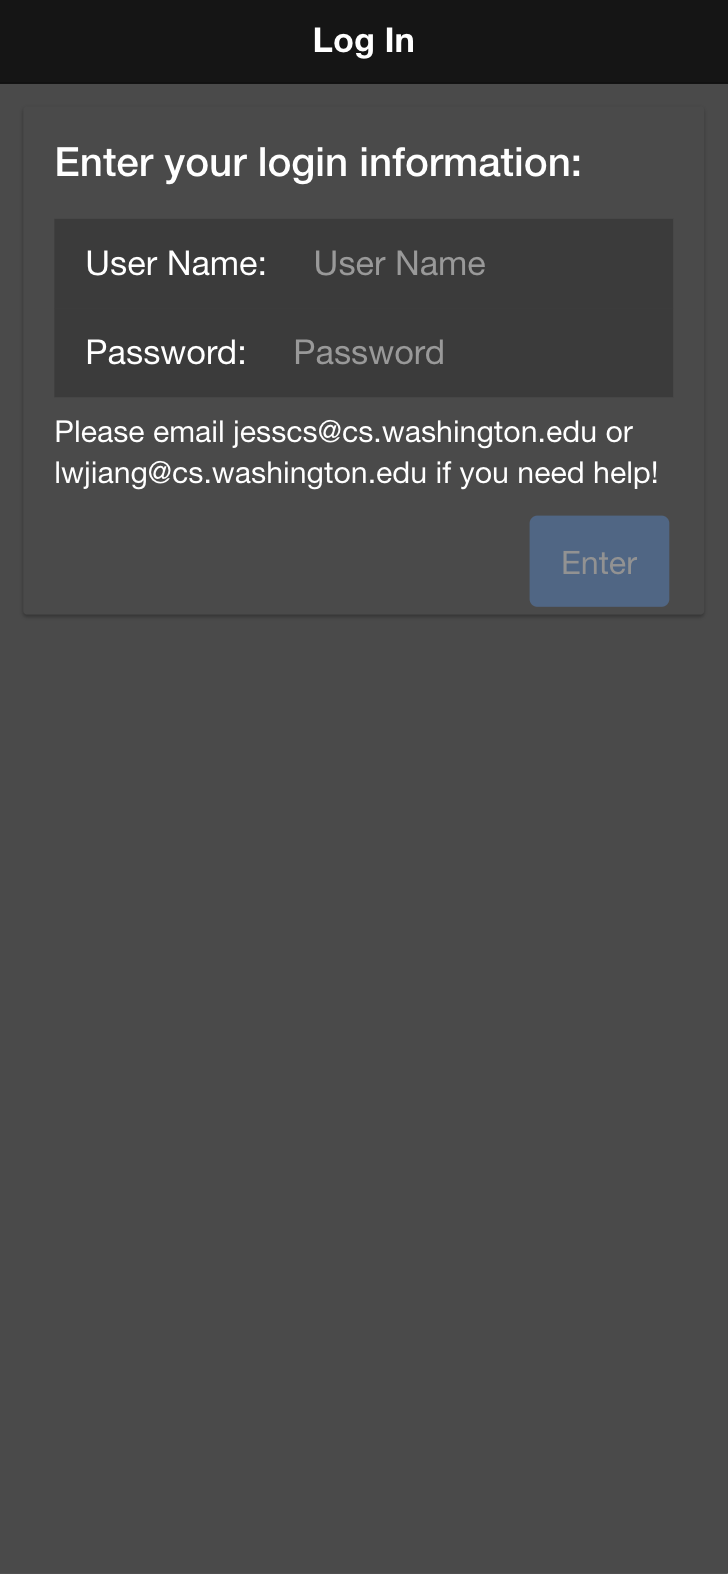 Log In
Enter your login information:
User Name: User Name
Password: Password
Please email jesscs@cs.washington.edu or
lwjiang@cs.washington.edu if you need help!
Enter